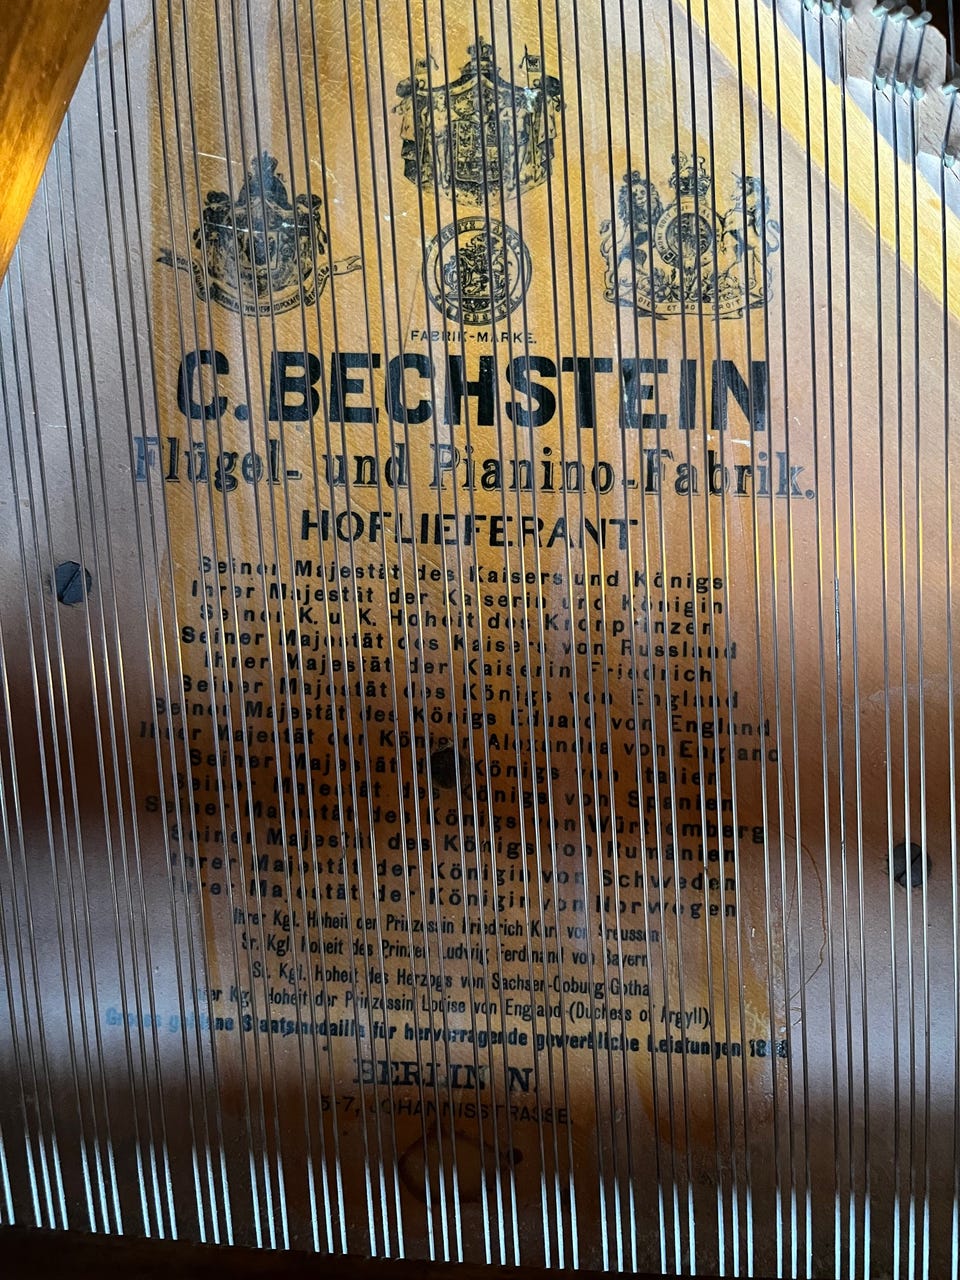 DIEU ET MON DROIT
FABRIK-MARKE.
C. BECHSTEIN
Flügel- und Pianino-Fabrik.
HOFLIEFERANT
Seiner Majestät des Kaisers und Königs
Ihrer Majestät der Kaiserin und Königin
Seiner K. u. K. Hoheit des Kronprinzen
Seiner Majestät des Kaisers von Russland
Ihrer Majestät der Kaiserin Friedrich
Seiner Majestät des Königs von England
Seiner Majestät des Königs Eduard von England
Ihrer Majestät der Königin Alexandra von England
Seiner Majestät des Königs von Italien
Seiner Majestät des Königs von Spanien
Seiner Majestät des Königs von Württemberg
Seiner Majestät des Königs von Rumänien
Ihrer Majestät der Königin von Schweden
Ihrer Majestät der Königin von Norwegen
Ihrer Kgl. Hoheit der Prinzessin Friedrich Karl von Preussen
Sr. Kgl. Hoheit des Prinzen Ludwig Ferdinand von Bayern
Sr. Kgl. Hoheit des Herzogs von Sachsen-Coburg-Gotha
Ihrer Kgl. Hoheit der Prinzessin Louise von England (Duchess of Argyll).
Grosse goldene Staatsmedaille für hervorragende gewerbliche Leistungen
BERLIN N.
5-7, JOHANNISSTRASSE.